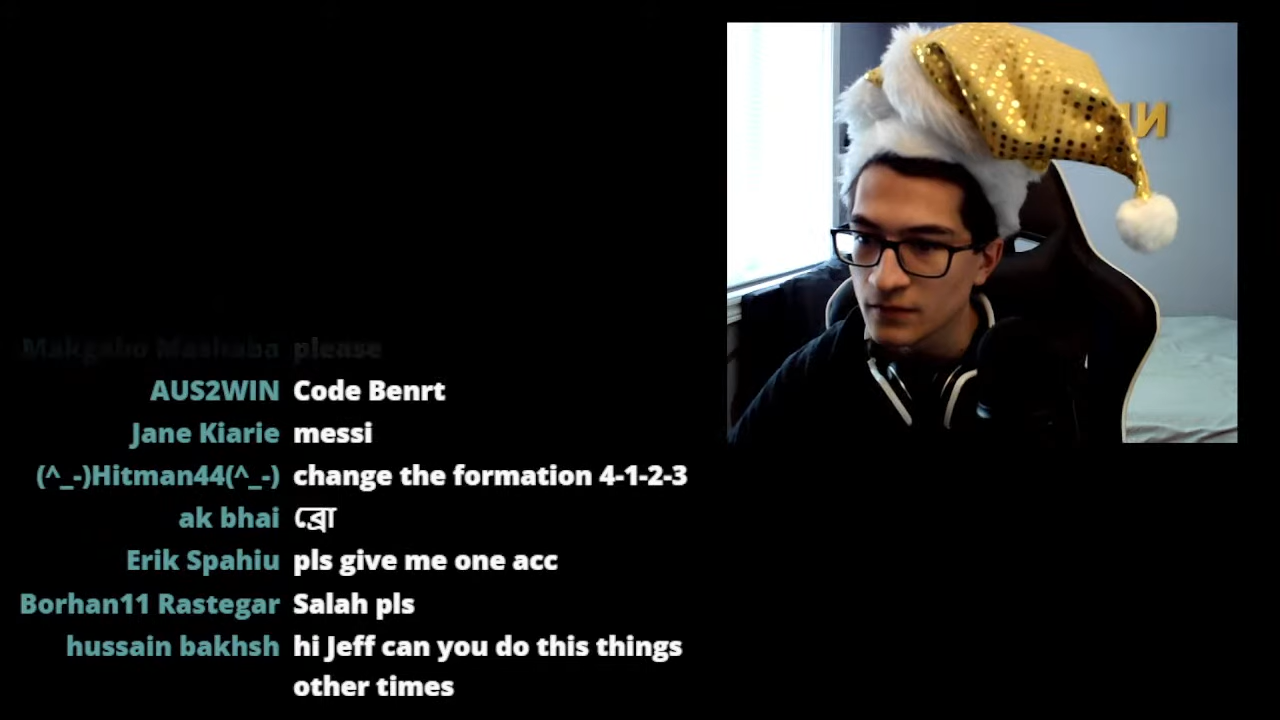 please
AUS2WIN Code Benrt
Jane Kiarie messi
(^_-)Hitman44(^_-) change the formation 4-1-2-3
ak bhai ব্রো
Erik Spahiu pls give me one acc
Borhan11 Rastegar Salah pls
hussain bakhsh hi Jeff can you do this things
other times